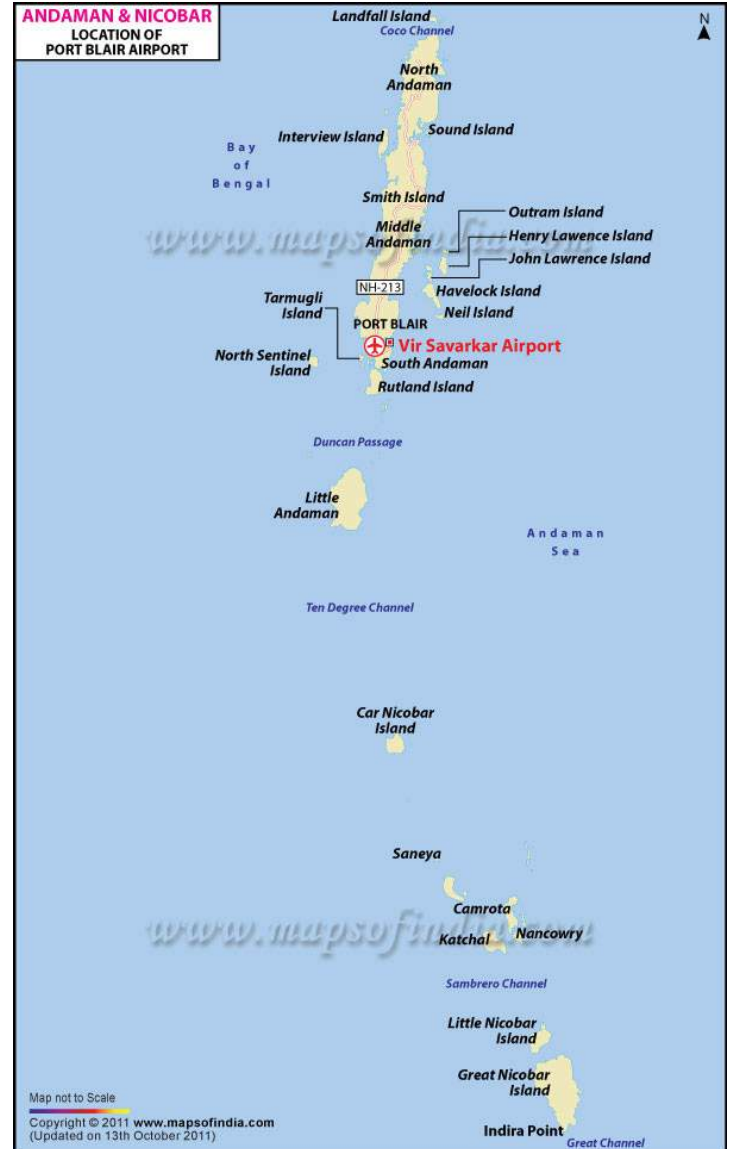 ANDAMAN & NICOBAR
LOCATION OF
PORT BLAIR AIRPORT
N
Landfall Island
Coco Channel
North
Andaman
Sound Island
Interview Island
Bay
of
Bengal
Smith Island
Outram Island
www.mapsofindia.com
Middle
Andaman
Henry Lawence Island
John Lawrence Island
NH-213
Havelock Island
Tarmugli
Island
Neil Island
PORT BLAIR
Vir Savarkar Airport
North Sentinel
Island
South Andaman
Rutland Island
Duncan Passage
Little
Andaman
Andaman
Sea
Ten Degree Channel
Car Nicobar
Island
Saneya
Camrota
www.mapsofindia.com
Katchal
Nancowry
Sambrero Channel
Little Nicobar
Island
Great Nicobar
Island
Map not to Scale
Copyright © 2011 www.mapsofindia.com
(Updated on 13th October 2011)
Indira Point
Great Channel